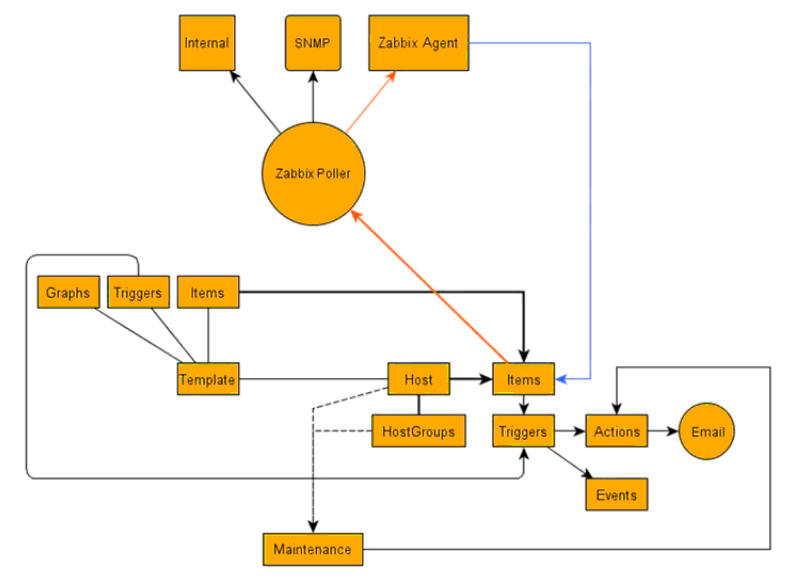 Internal
SNMP
Zabbix Agent
Zabbix Poller
Graphs
Triggers
Items
Template
Host
Items
HostGroups
Triggers
Actions
Email
Events
Maintenance